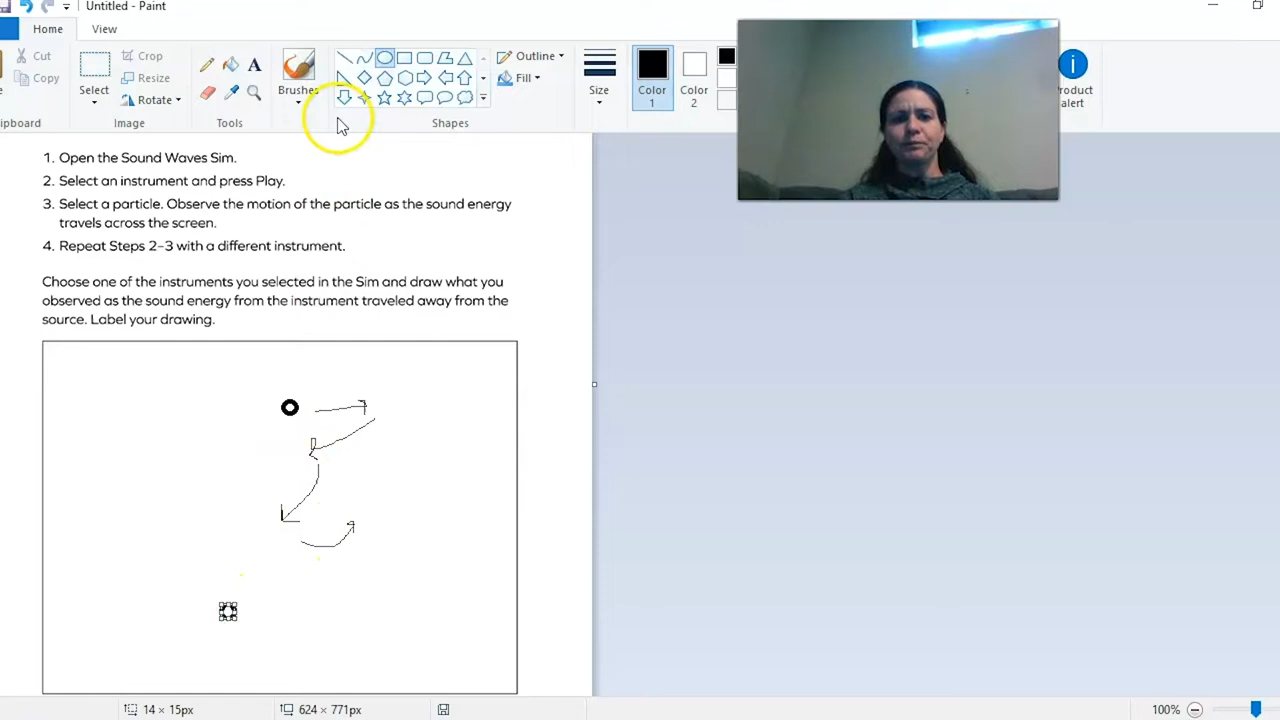 Untitled - Paint
Home View
Cut
Copy
Select
Crop
Resize
Rotate
Brushes
Outline
Fill
Size
Color
1
Color
2
lipboard Image Tools Shapes
roduct
alert
1. Open the Sound Waves Sim.
2. Select an instrument and press Play.
3. Select a particle. Observe the motion of the particle as the sound energy
travels across the screen.
4. Repeat Steps 2–3 with a different instrument.
Choose one of the instruments you selected in the Sim and draw what you
observed as the sound energy from the instrument traveled away from the
source. Label your drawing.
14 × 15px 624 × 771px 100%